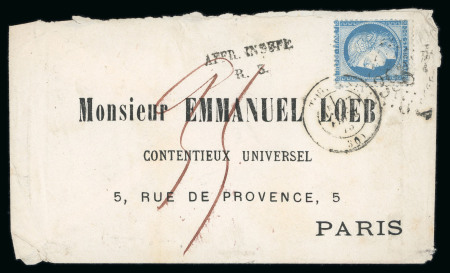 AFFR. INSUFF.
R. 3.
Monsieur EMMANUEL LOEB
CONTENTIEUX UNIVERSEL
5, RUE DE PROVENCE, 5
PARIS